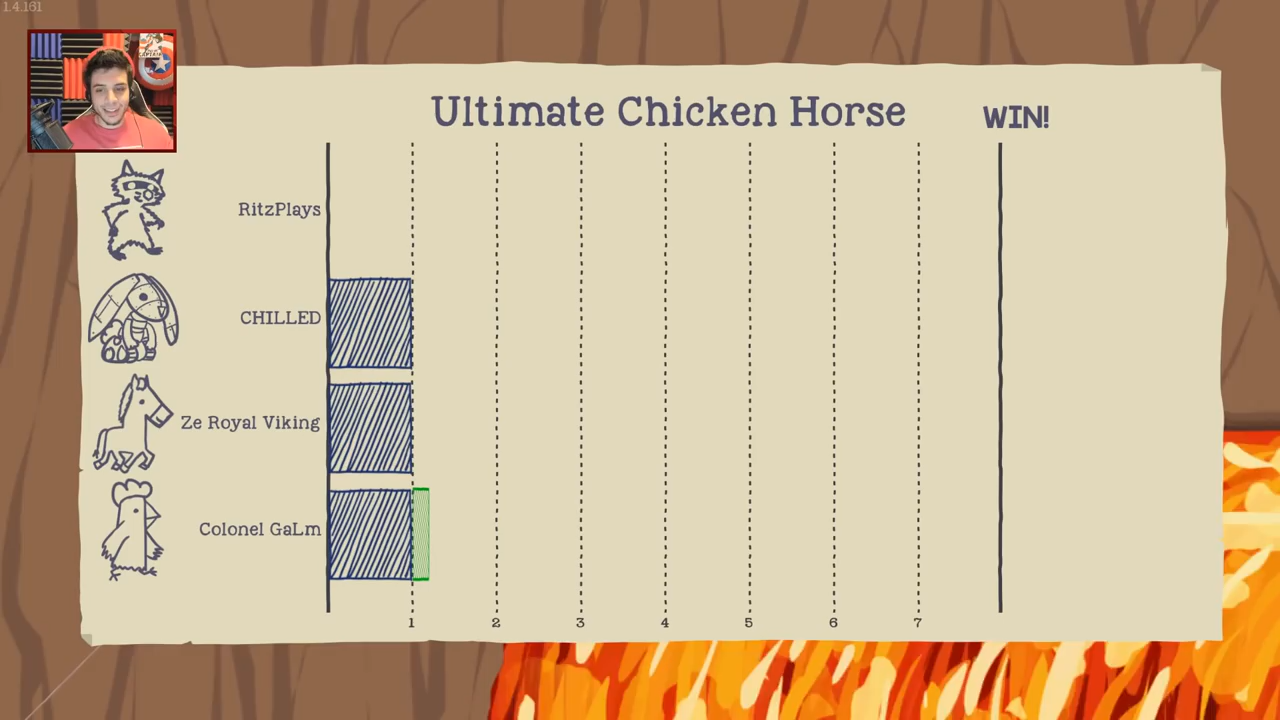 1.4.161
Ultimate Chicken Horse
WIN!
RitzPlays
CHILLED
Ze Royal Viking
Colonel GaLm
1 2 3 4 5 6 7